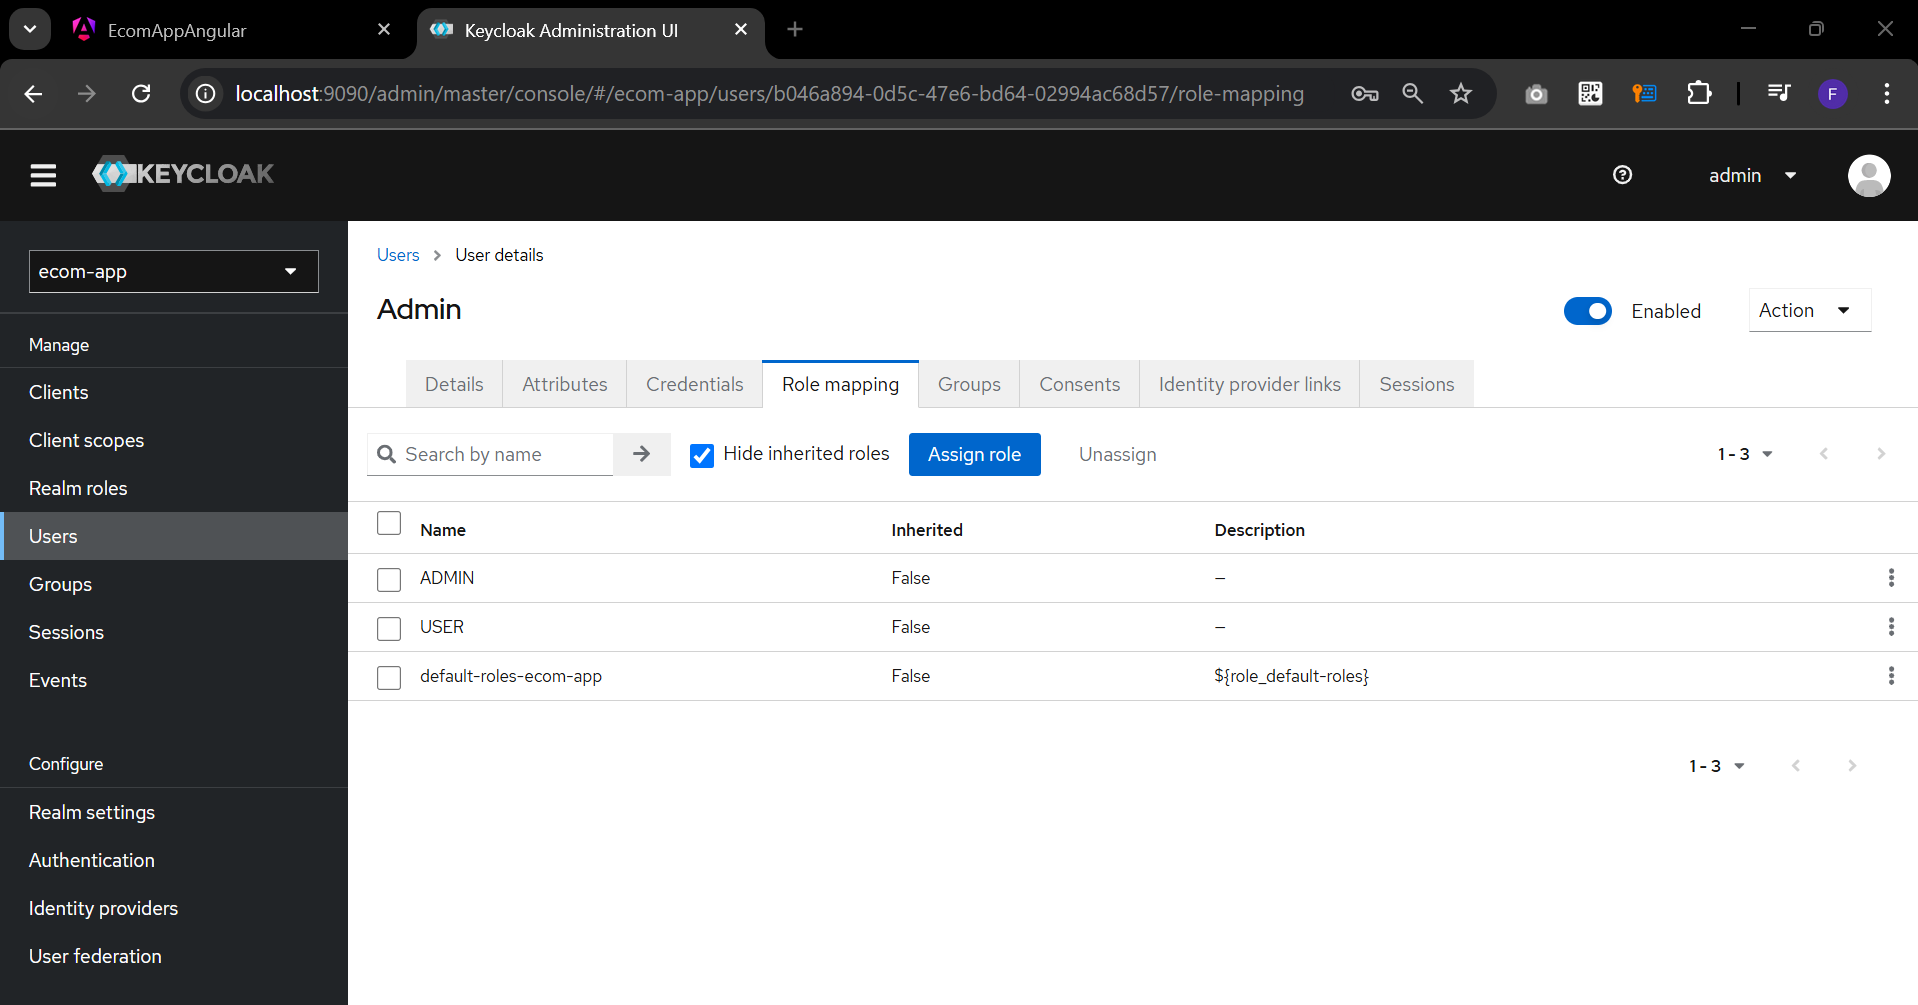 EcomAppAngular
Keycloak Administration UI
localhost:9090/admin/master/console/#/ecom-app/users/b046a894-0d5c-47e6-bd64-02994ac68d57/role-mapping
F
KEYCLOAK
admin
ecom-app
Manage
Clients
Client scopes
Realm roles
Users
Groups
Sessions
Events
Configure
Realm settings
Authentication
Identity providers
User federation
Users > User details
Admin
Enabled
Action
Details Attributes Credentials Role mapping Groups Consents Identity provider links Sessions
Search by name Hide inherited roles Assign role Unassign 1 - 3
Name Inherited Description
ADMIN False –
USER False –
default-roles-ecom-app False ${role_default-roles}
1 - 3